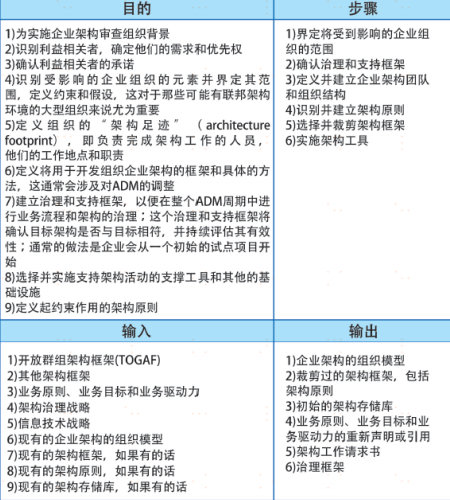 目的
1)为实施企业架构审查组织背景
2)识别利益相关者，确定他们的需求和优先权
3)确认利益相关者的承诺
4)识别受影响的企业组织的元素并界定其范
围，定义约束和假设，这对于那些可能有联邦架构
环境的大型组织来说尤为重要
5)定义组织的“架构足迹”（architecture
footprint），即负责完成架构工作的人员，
他们的工作地点和职责
6)定义将用于开发组织企业架构的框架和具体的方
法，这通常会涉及对ADM的调整
7)建立治理和支持框架，以便在整个ADM周期中进
行业务流程和架构的治理；这个治理和支持框架将
确认目标架构是否与目标相符，并持续评估其有效
性；通常的做法是企业会从一个初始的试点项目开
始
8)选择并实施支持架构活动的支撑工具和其他的基
础设施
9)定义起约束作用的架构原则
步骤
1)界定将受到影响的企业组
织的范围
2)确认治理和支持框架
3)定义并建立企业架构团队
和组织结构
4)识别并建立架构原则
5)选择并裁剪架构框架
6)实施架构工具
输入
1)开放群组架构框架(TOGAF)
2)其他架构框架
3)业务原则、业务目标和业务驱动力
4)架构治理战略
5)信息技术战略
6)现有的企业架构的组织模型
7)现有的架构框架，如果有的话
8)现有的架构原则，如果有的话
9)现有的架构存储库，如果有的话
输出
1)企业架构的组织模型
2)裁剪过的架构框架，包括
架构原则
3)初始的架构存储库
4)业务原则、业务目标和业
务驱动力的重新声明或引用
5)架构工作请求书
6)治理框架